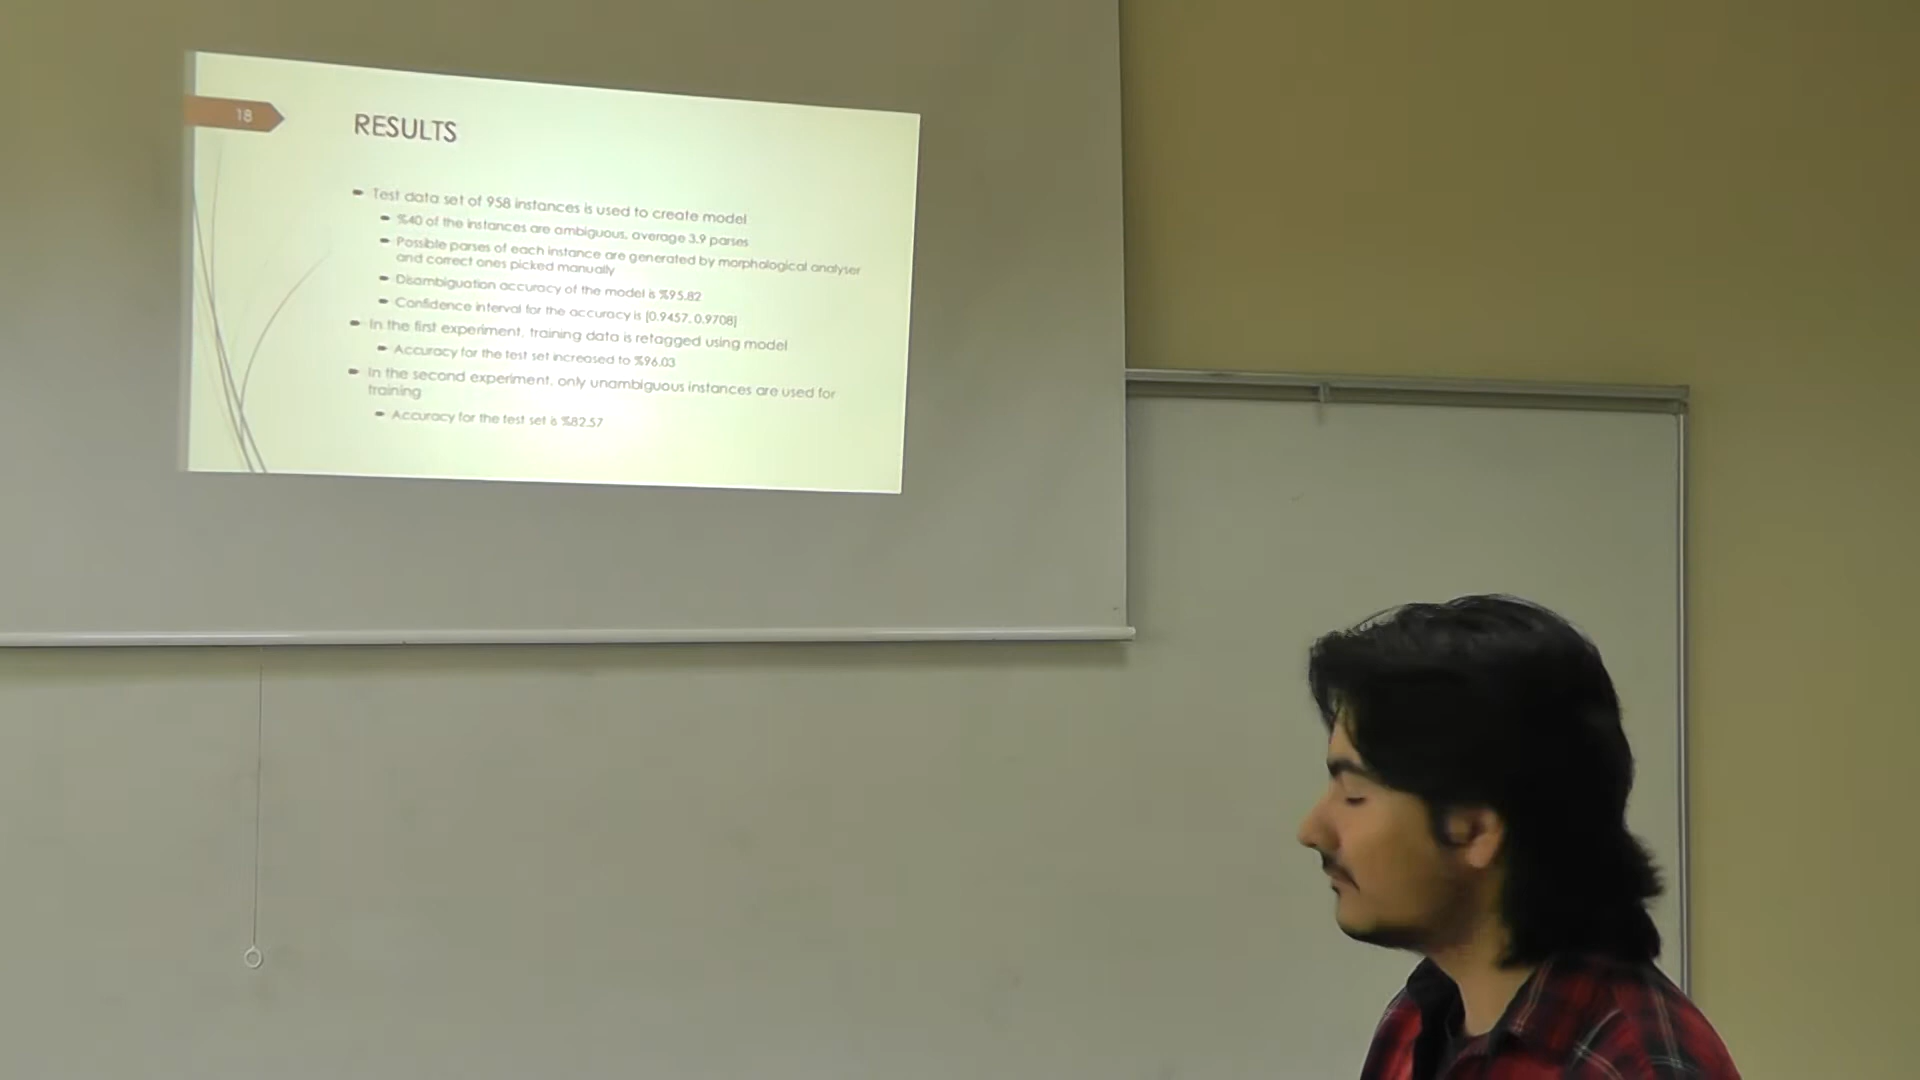 18
RESULTS
Test data set of 958 instances is used to create model
%40 of the instances are ambiguous, average 3.9 parses
Possible parses of each instance are generated by morphological analyser
and correct ones picked manually
Disambiguation accuracy of the model is %95.82
Confidence interval for the accuracy is [0.9457, 0.9708]
In the first experiment, training data is retagged using model
Accuracy for the test set increased to %96.03
In the second experiment, only unambiguous instances are used for
training
Accuracy for the test set is %82.57